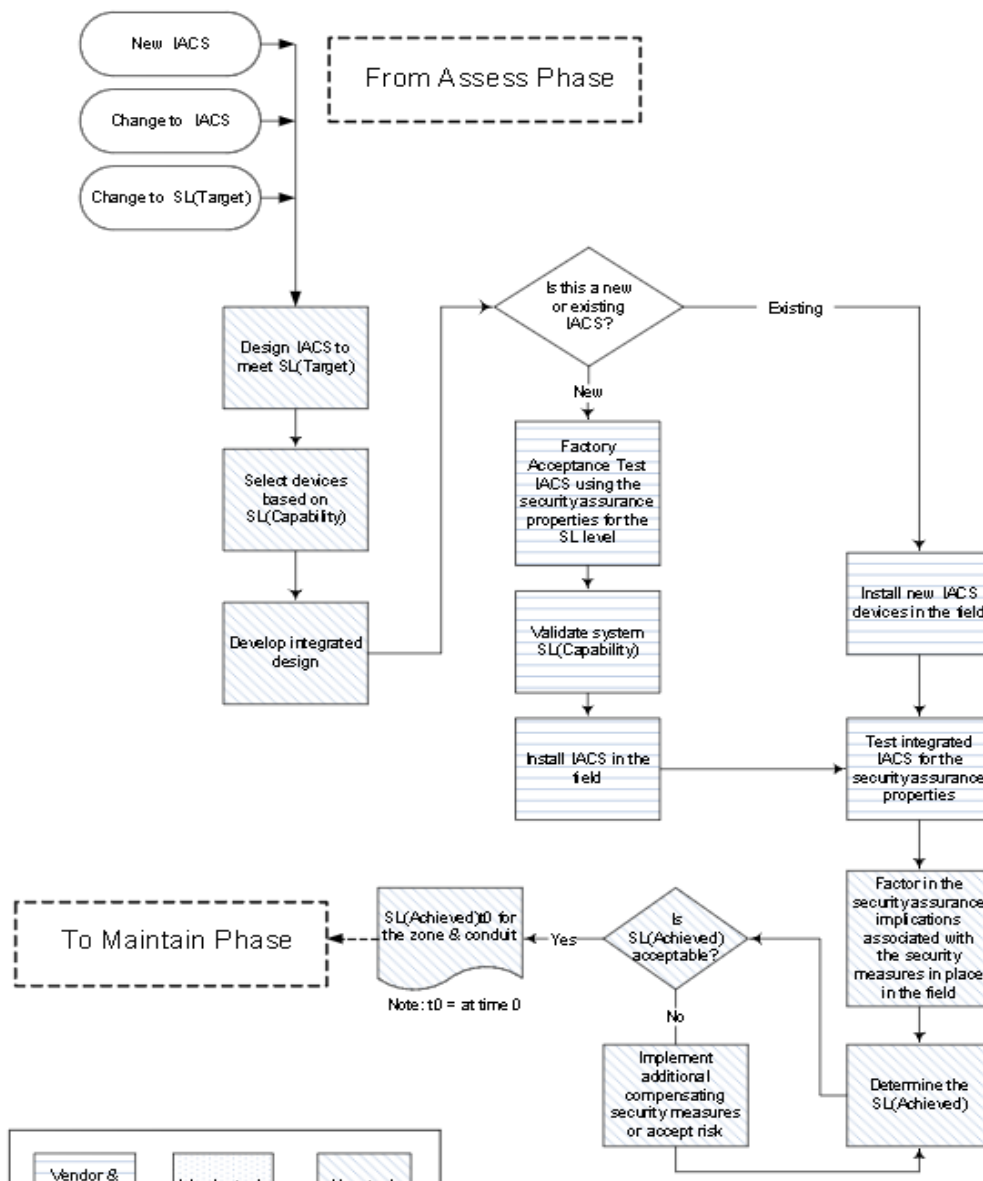 New IACS
From Assess Phase
Change to IACS
Change to SL(Target)
Is this a new
or existing
IACS?
Existing
New
Design IACS to
meet SL(Target)
Select devices
based on
SL(Capability)
Develop integrated
design
Factory
Acceptance Test
IACS using the
security assurance
properties for the
SL level
Validate system
SL(Capability)
Install IACS in the
field
Install new IACS
devices in the field
Test integrated
IACS for the
security assurance
properties
Factor in the
security assurance
implications
associated with
the security
measures in place
in the field
Determine the
SL(Achieved)
Is
SL(Achieved)
acceptable?
Yes
No
Implement
additional
compensating
security measures
or accept risk
SL(Achieved)t0 for
the zone & conduit
Note: t0 = at time 0
To Maintain Phase
Vendor &